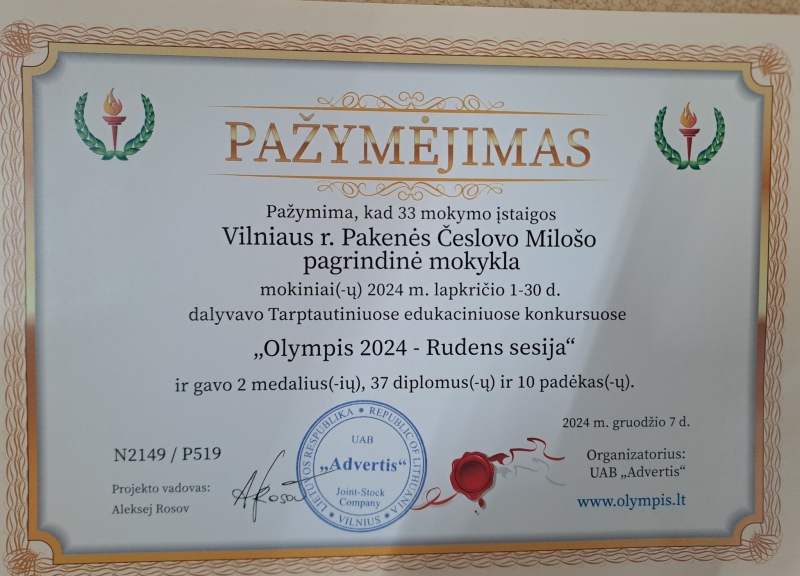 PAŽYMĖJIMAS
Pažymima, kad 33 mokymo įstaigos
Vilniaus r. Pakenės Česlovo Milošo
pagrindinė mokykla
mokiniai(-ų) 2024 m. lapkričio 1-30 d.
dalyvavo Tarptautiniuose edukaciniuose konkursuose
„Olympis 2024 - Rudens sesija“
ir gavo 2 medalius(-ių), 37 diplomus(-ų) ir 10 padėkas(-ų).
2024 m. gruodžio 7 d.
N2149 / P519
Projekto vadovas:
Aleksej Rosov
LIETUVOS RESPUBLIKA • REPUBLIC OF LITHUANIA
UAB
„Advertis“
Joint-Stock
Company
• VILNIUS •
Organizatorius:
UAB „Advertis“
www.olympis.lt